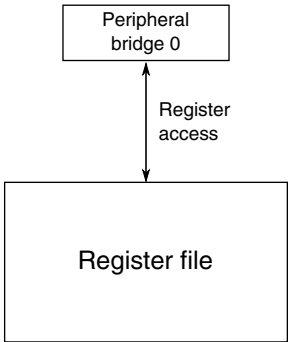 Peripheral
bridge 0
Register
access
Register file